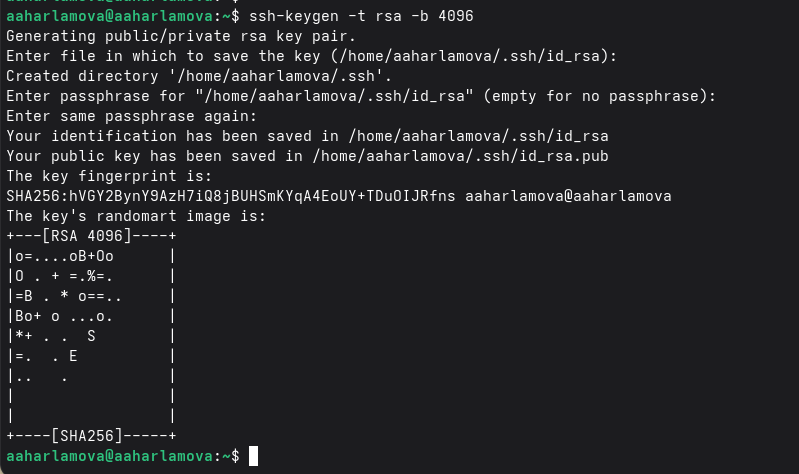 aaharlamova@aaharlamova:~$ ssh-keygen -t rsa -b 4096
Generating public/private rsa key pair.
Enter file in which to save the key (/home/aaharlamova/.ssh/id_rsa):
Created directory '/home/aaharlamova/.ssh'.
Enter passphrase for "/home/aaharlamova/.ssh/id_rsa" (empty for no passphrase):
Enter same passphrase again:
Your identification has been saved in /home/aaharlamova/.ssh/id_rsa
Your public key has been saved in /home/aaharlamova/.ssh/id_rsa.pub
The key fingerprint is:
SHA256:hVGY2BynY9AzH7iQ8jBUHSmKYqA4EoUY+TDuOIJRfns aaharlamova@aaharlamova
The key's randomart image is:
+---[RSA 4096]----+
|o=....oB+Oo      |
|O . + =.%=.      |
|=B . * o==..     |
|Bo+ o ...o.      |
|*+ . .  S        |
|=.  . E          |
|..   .           |
|                 |
|                 |
+----[SHA256]-----+
aaharlamova@aaharlamova:~$